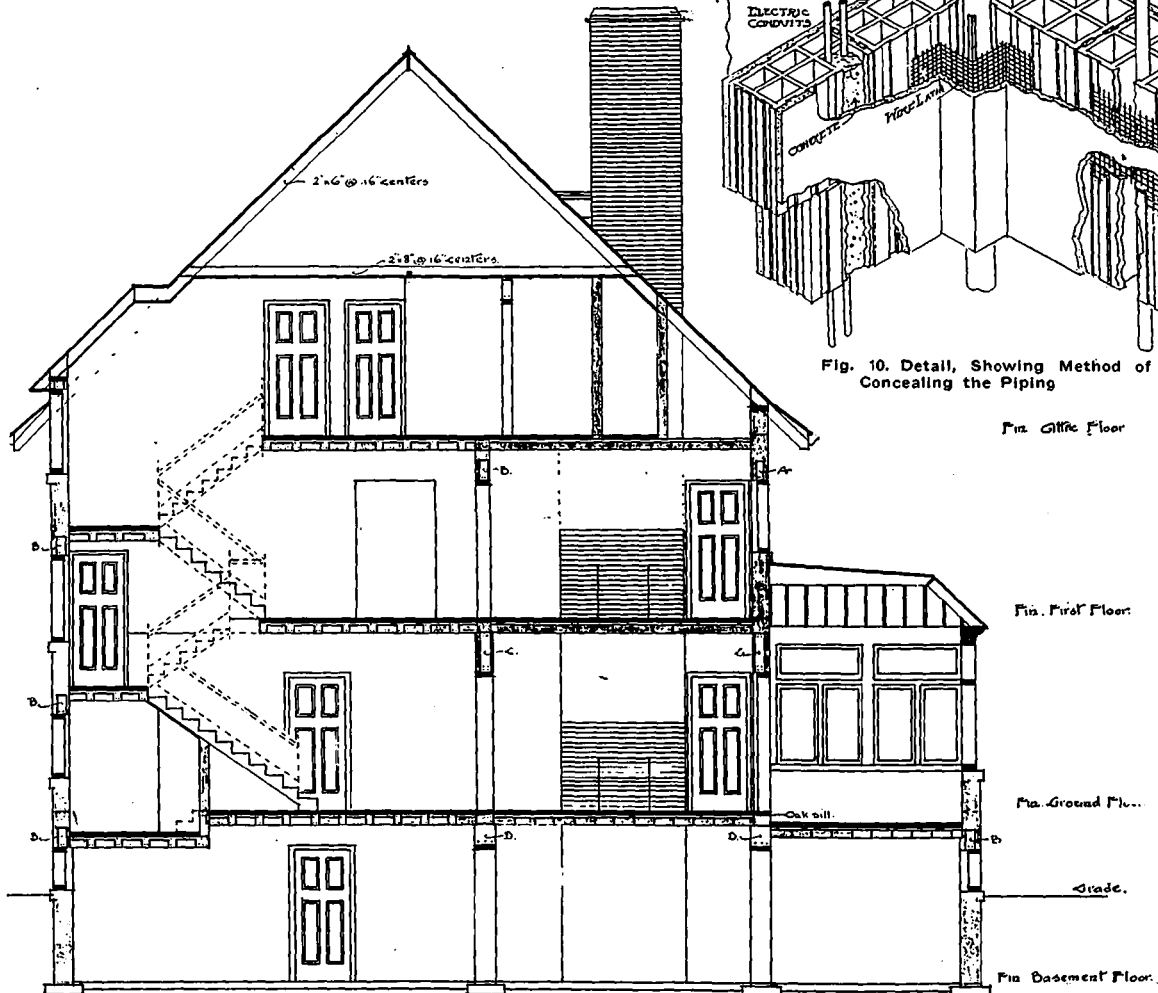 ELECTRIC
CONDUITS
CONCRETE
WIRE LATH
2"x6" @ 16" centers
2"x8" @ 16" centers.
Fig. 10. Detail, Showing Method of
Concealing the Piping
Fin Attic Floor
B.
A.
B.
Fin. First Floor.
C.
B.
Fin. Ground
Oak sill.
B.
D.
D.
B
Grade.
Fin Basement Floor.